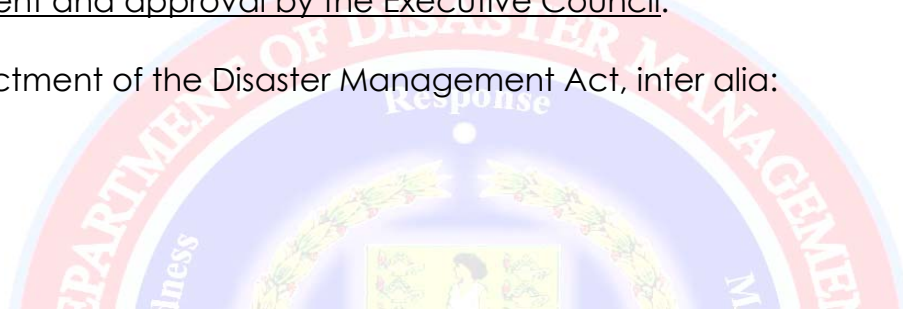 ent and approval by the Executive Council.
ctment of the Disaster Management Act, inter alia:
DEPARTMENT OF DISASTER MANAGEMEN
Response